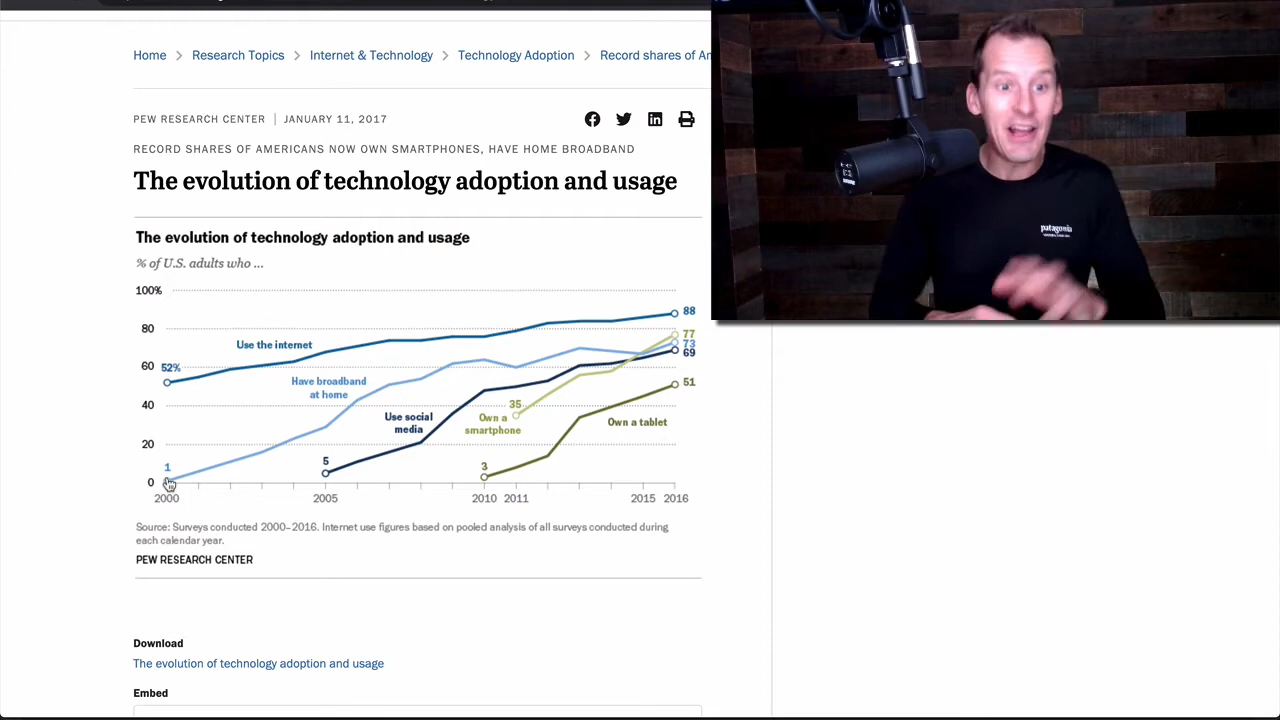 Home > Research Topics > Internet & Technology > Technology Adoption > Record shares of Am
PEW RESEARCH CENTER | JANUARY 11, 2017
RECORD SHARES OF AMERICANS NOW OWN SMARTPHONES, HAVE HOME BROADBAND
The evolution of technology adoption and usage
The evolution of technology adoption and usage
% of U.S. adults who ...
100%
80
60
40
20
0
52%
Use the internet
88
1
Have broadband
at home
73
5
Use social
media
69
35
Own a
smartphone
77
3
Own a tablet
51
2000
2005
2010
2011
2015
2016
Source: Surveys conducted 2000–2016. Internet use figures based on pooled analysis of all surveys conducted during
each calendar year.
PEW RESEARCH CENTER
Download
The evolution of technology adoption and usage
Embed
patagonia